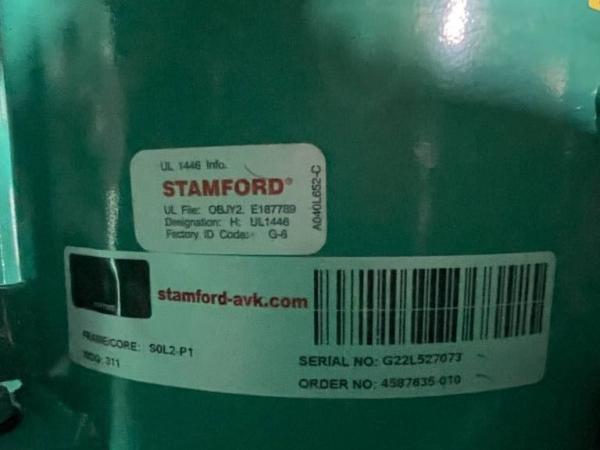 UL 1446 Info.
STAMFORD®
UL File: OBJY2. E187789
Designation: H: UL1446
Factory ID Code: G-6
A040L652-C
stamford-avk.com
FRAME/CORE: S0L2-P1
WDG: 311
SERIAL NO: G22L527073
ORDER NO: 4587635-010